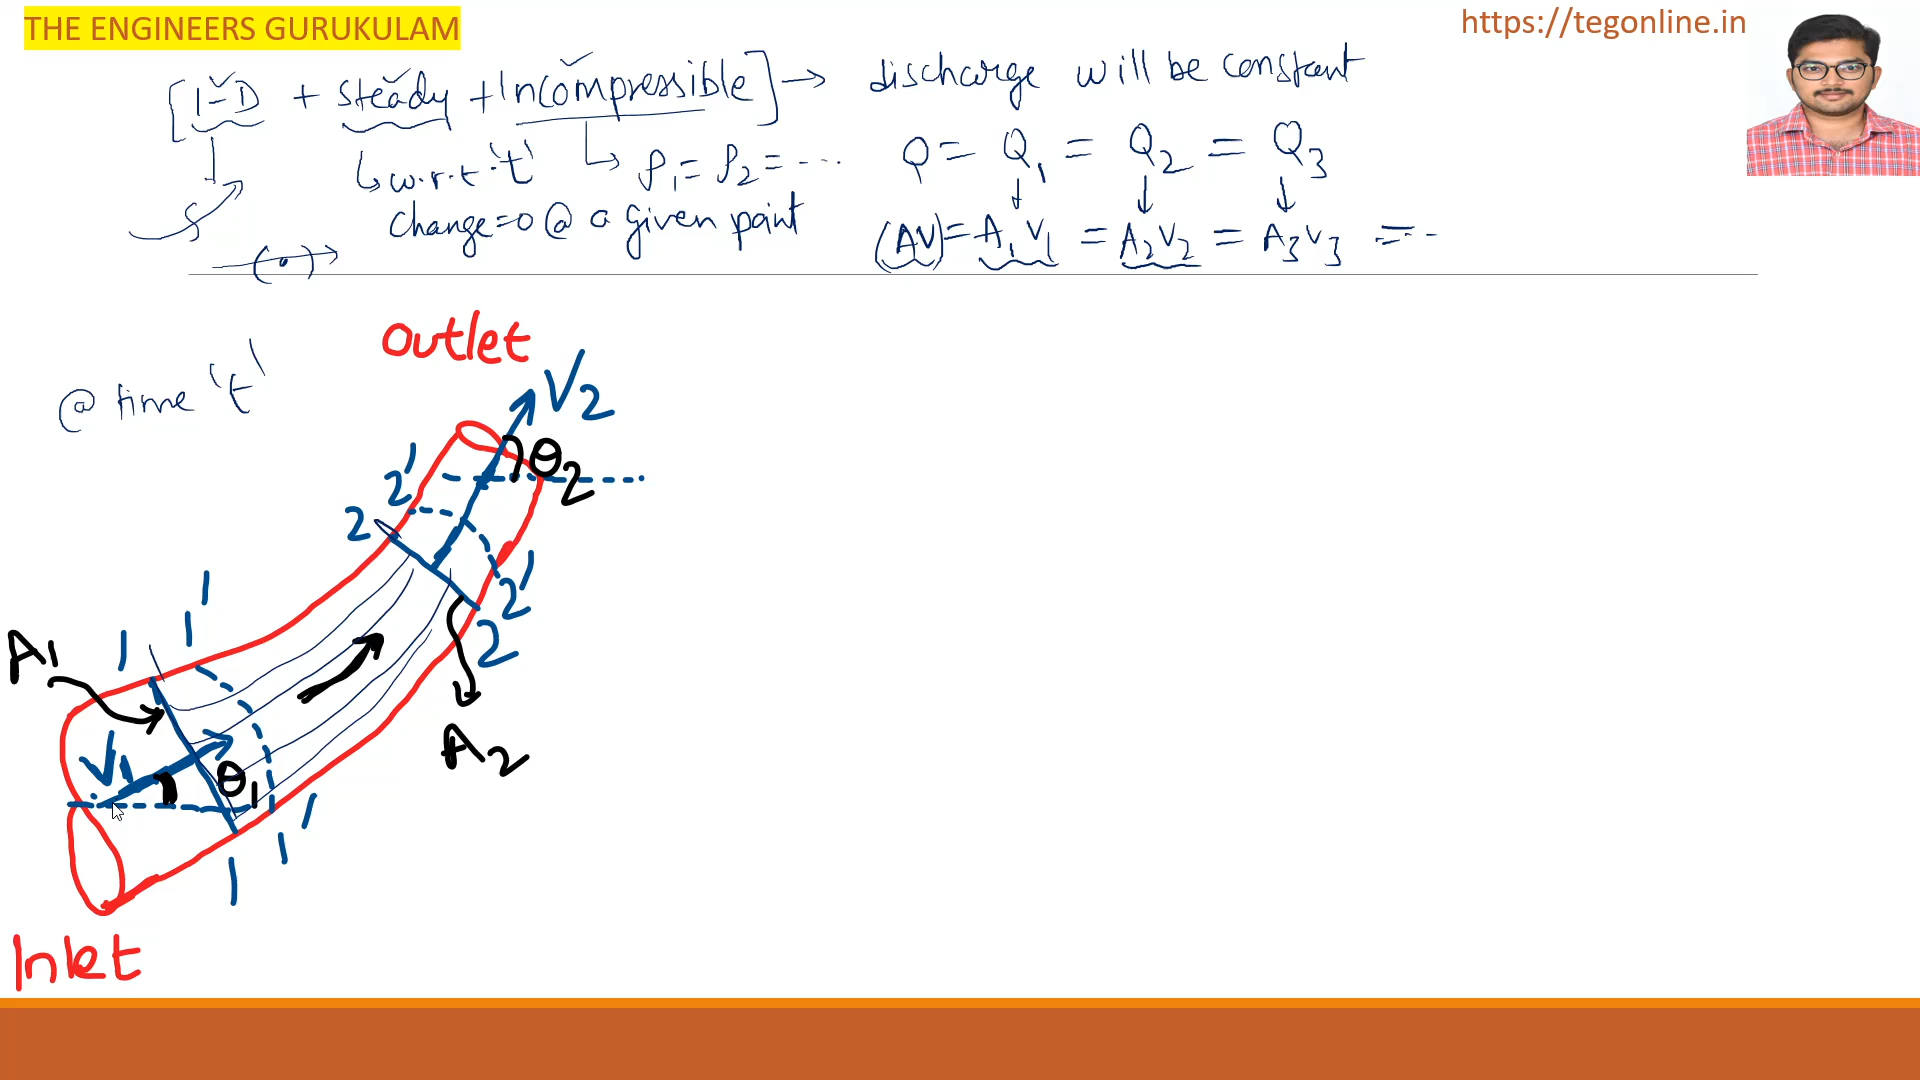 THE ENGINEERS GURUKULAM
https://tegonline.in
[1-D + steady + Incompressible] → discharge will be constant
↳ w.r.t 't' ↳ ρ1 = ρ2 = ---
change=0 @ a given point
Q = Q1 = Q2 = Q3
(AV) = A1V1 = A2V2 = A3V3 = --
@ time 't'
Outlet
V2
θ2
2'
2
2'
2
1'
1
A1
A2
V1
θ1
1'
1
Inlet